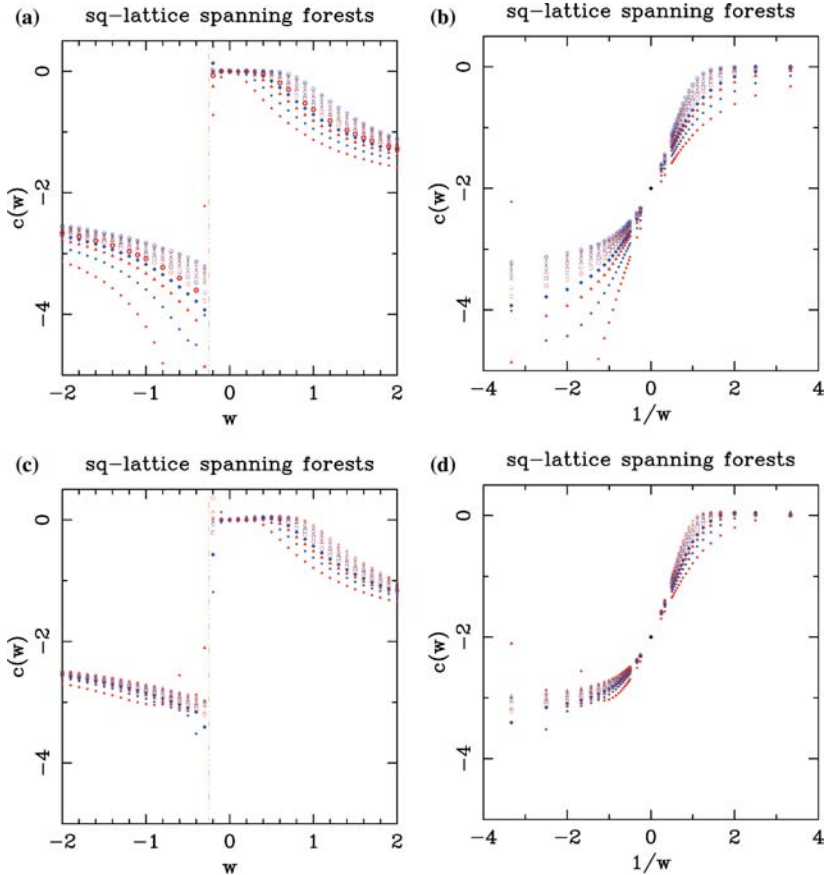 (a) sq-lattice spanning forests
0
−2
−4
c(w)
−2 −1 0 1 2
w
(b) sq-lattice spanning forests
0
−2
−4
c(w)
−4 −2 0 2 4
1/w
(c) sq-lattice spanning forests
0
−2
−4
c(w)
−2 −1 0 1 2
w
(d) sq-lattice spanning forests
0
−2
−4
c(w)
−4 −2 0 2 4
1/w